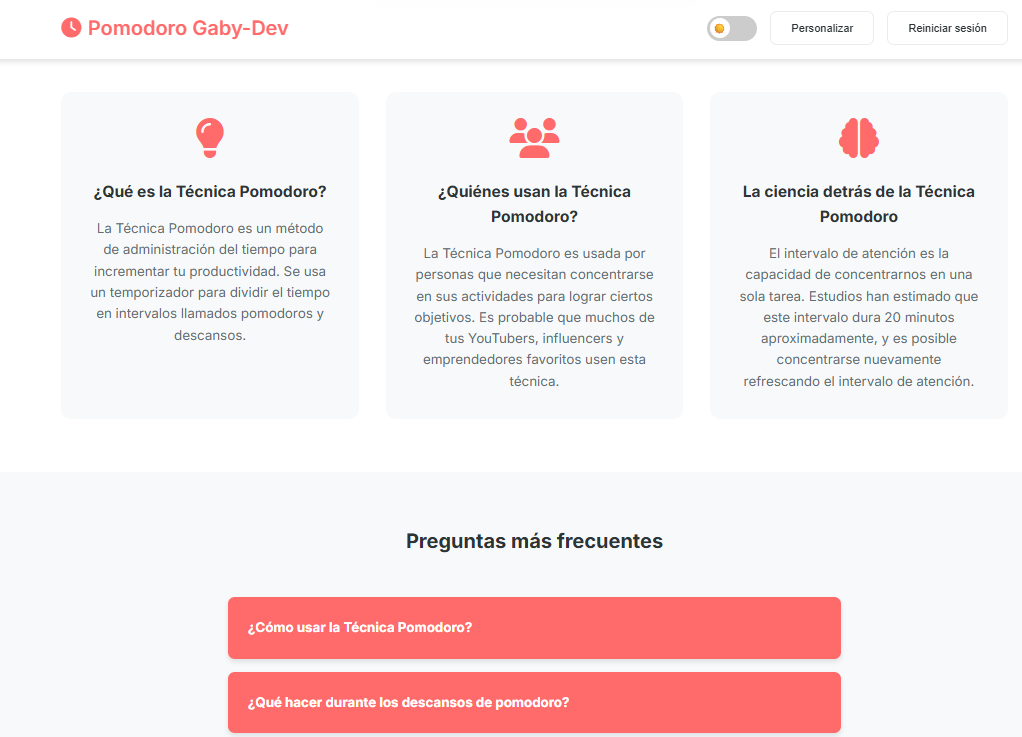 Pomodoro Gaby-Dev
Personalizar
Reiniciar sesión
¿Qué es la Técnica Pomodoro?
La Técnica Pomodoro es un método
de administración del tiempo para
incrementar tu productividad. Se usa
un temporizador para dividir el tiempo
en intervalos llamados pomodoros y
descansos.
¿Quiénes usan la Técnica
Pomodoro?
La Técnica Pomodoro es usada por
personas que necesitan concentrarse
en sus actividades para lograr ciertos
objetivos. Es probable que muchos de
tus YouTubers, influencers y
emprendedores favoritos usen esta
técnica.
La ciencia detrás de la Técnica
Pomodoro
El intervalo de atención es la
capacidad de concentrarnos en una
sola tarea. Estudios han estimado que
este intervalo dura 20 minutos
aproximadamente, y es posible
concentrarse nuevamente
refrescando el intervalo de atención.
Preguntas más frecuentes
¿Cómo usar la Técnica Pomodoro?
¿Qué hacer durante los descansos de pomodoro?